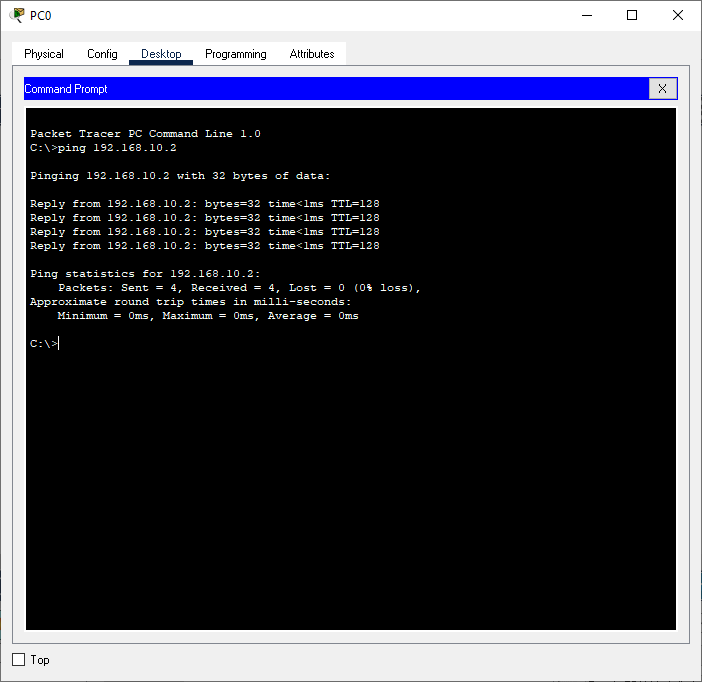 PC0
Physical Config Desktop Programming Attributes
Command Prompt X
Packet Tracer PC Command Line 1.0
C:\>ping 192.168.10.2
Pinging 192.168.10.2 with 32 bytes of data:
Reply from 192.168.10.2: bytes=32 time<1ms TTL=128
Reply from 192.168.10.2: bytes=32 time<1ms TTL=128
Reply from 192.168.10.2: bytes=32 time<1ms TTL=128
Reply from 192.168.10.2: bytes=32 time<1ms TTL=128
Ping statistics for 192.168.10.2:
Packets: Sent = 4, Received = 4, Lost = 0 (0% loss),
Approximate round trip times in milli-seconds:
Minimum = 0ms, Maximum = 0ms, Average = 0ms
C:\>
Top